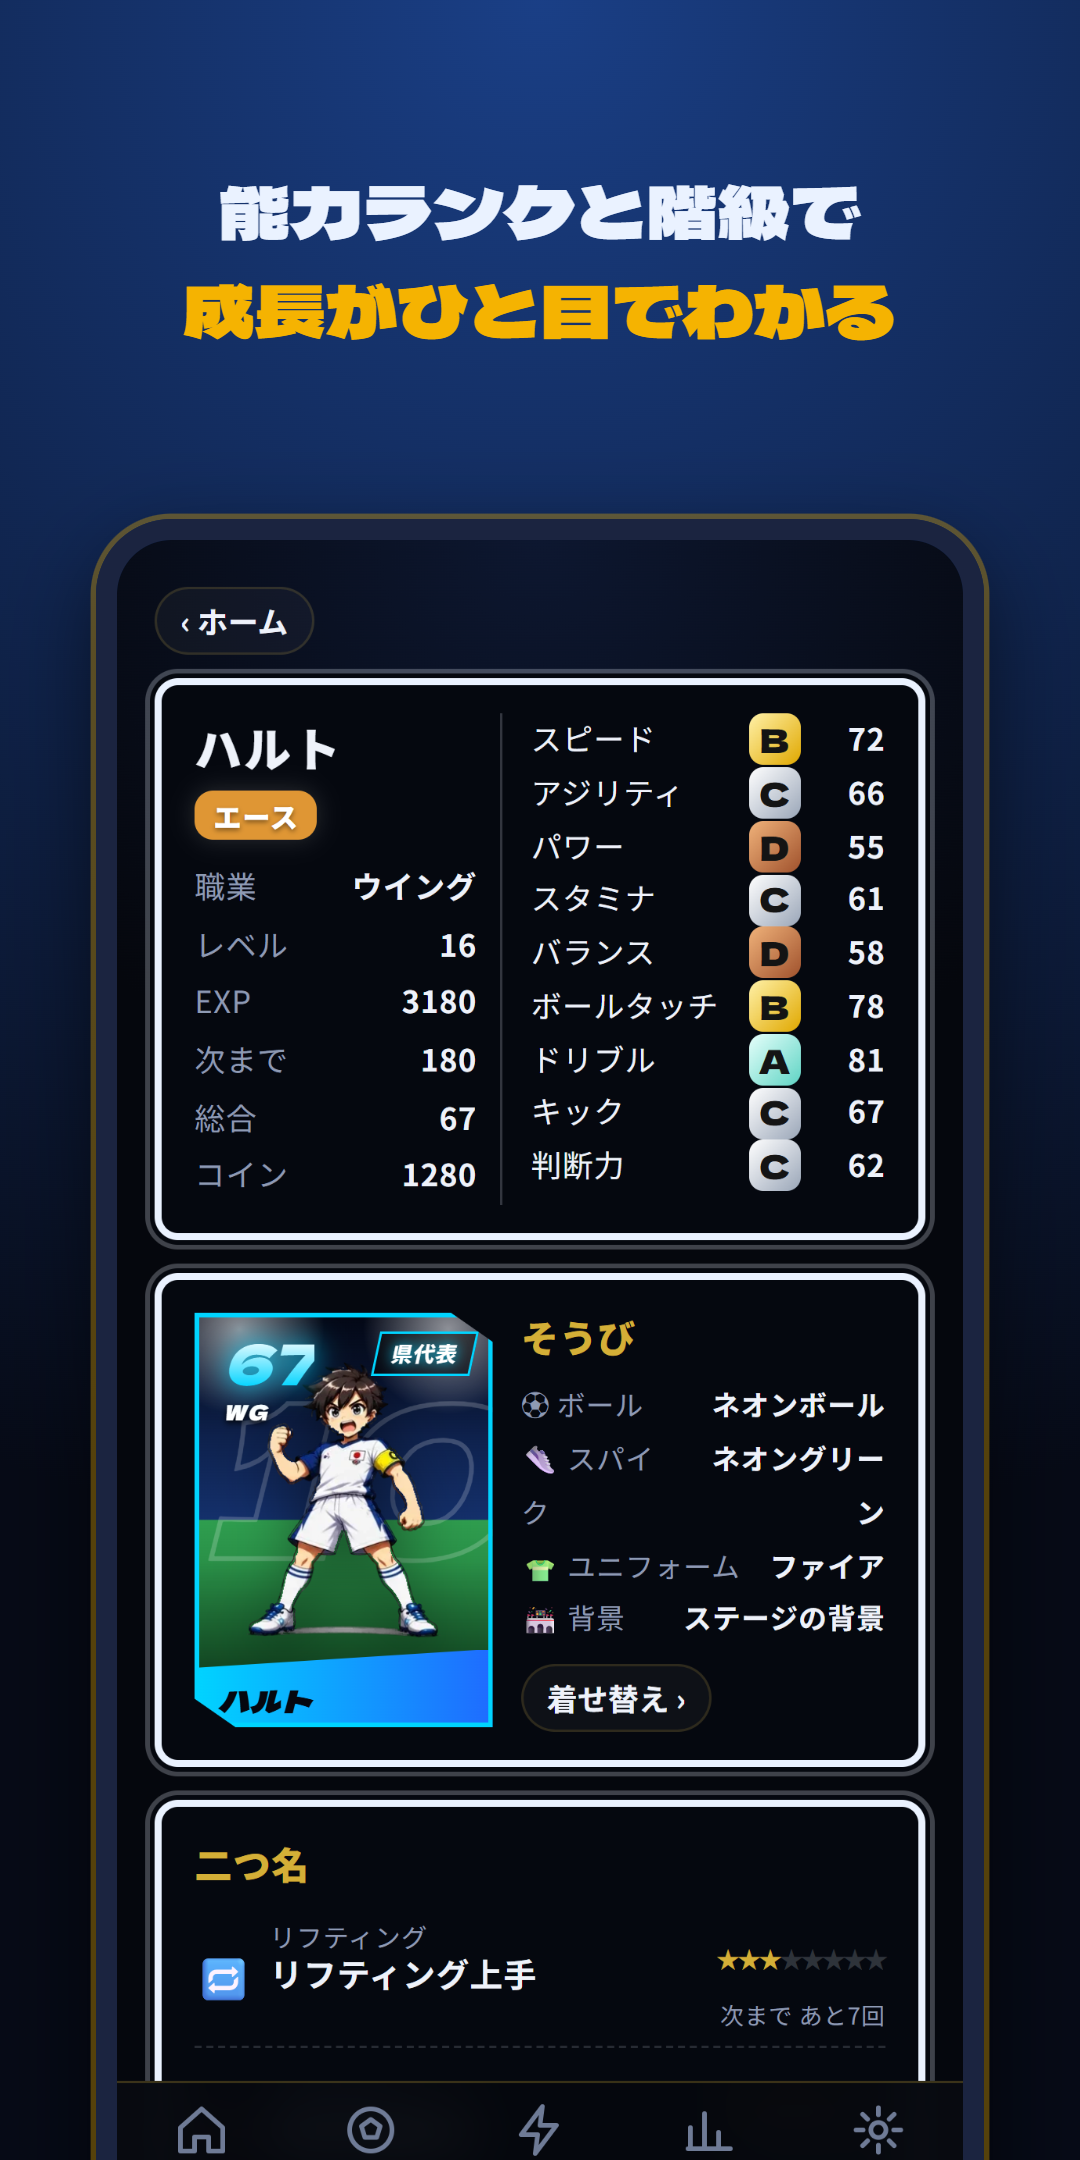 能力ランクと階級で
成長がひと目でわかる
‹ ホーム
ハルト
エース
職業 ウイング
レベル 16
EXP 3180
次まで 180
総合 67
コイン 1280
スピード B 72
アジリティ C 66
パワー D 55
スタミナ C 61
バランス D 58
ボールタッチ B 78
ドリブル A 81
キック C 67
判断力 C 62
67
WG
県代表
16
ハルト
そうび
ボール ネオンボール
スパイ ネオングリー
ク ン
ユニフォーム ファイア
背景 ステージの背景
着せ替え ›
二つ名
リフティング
リフティング上手
★★★★★★★★
次まで あと7回